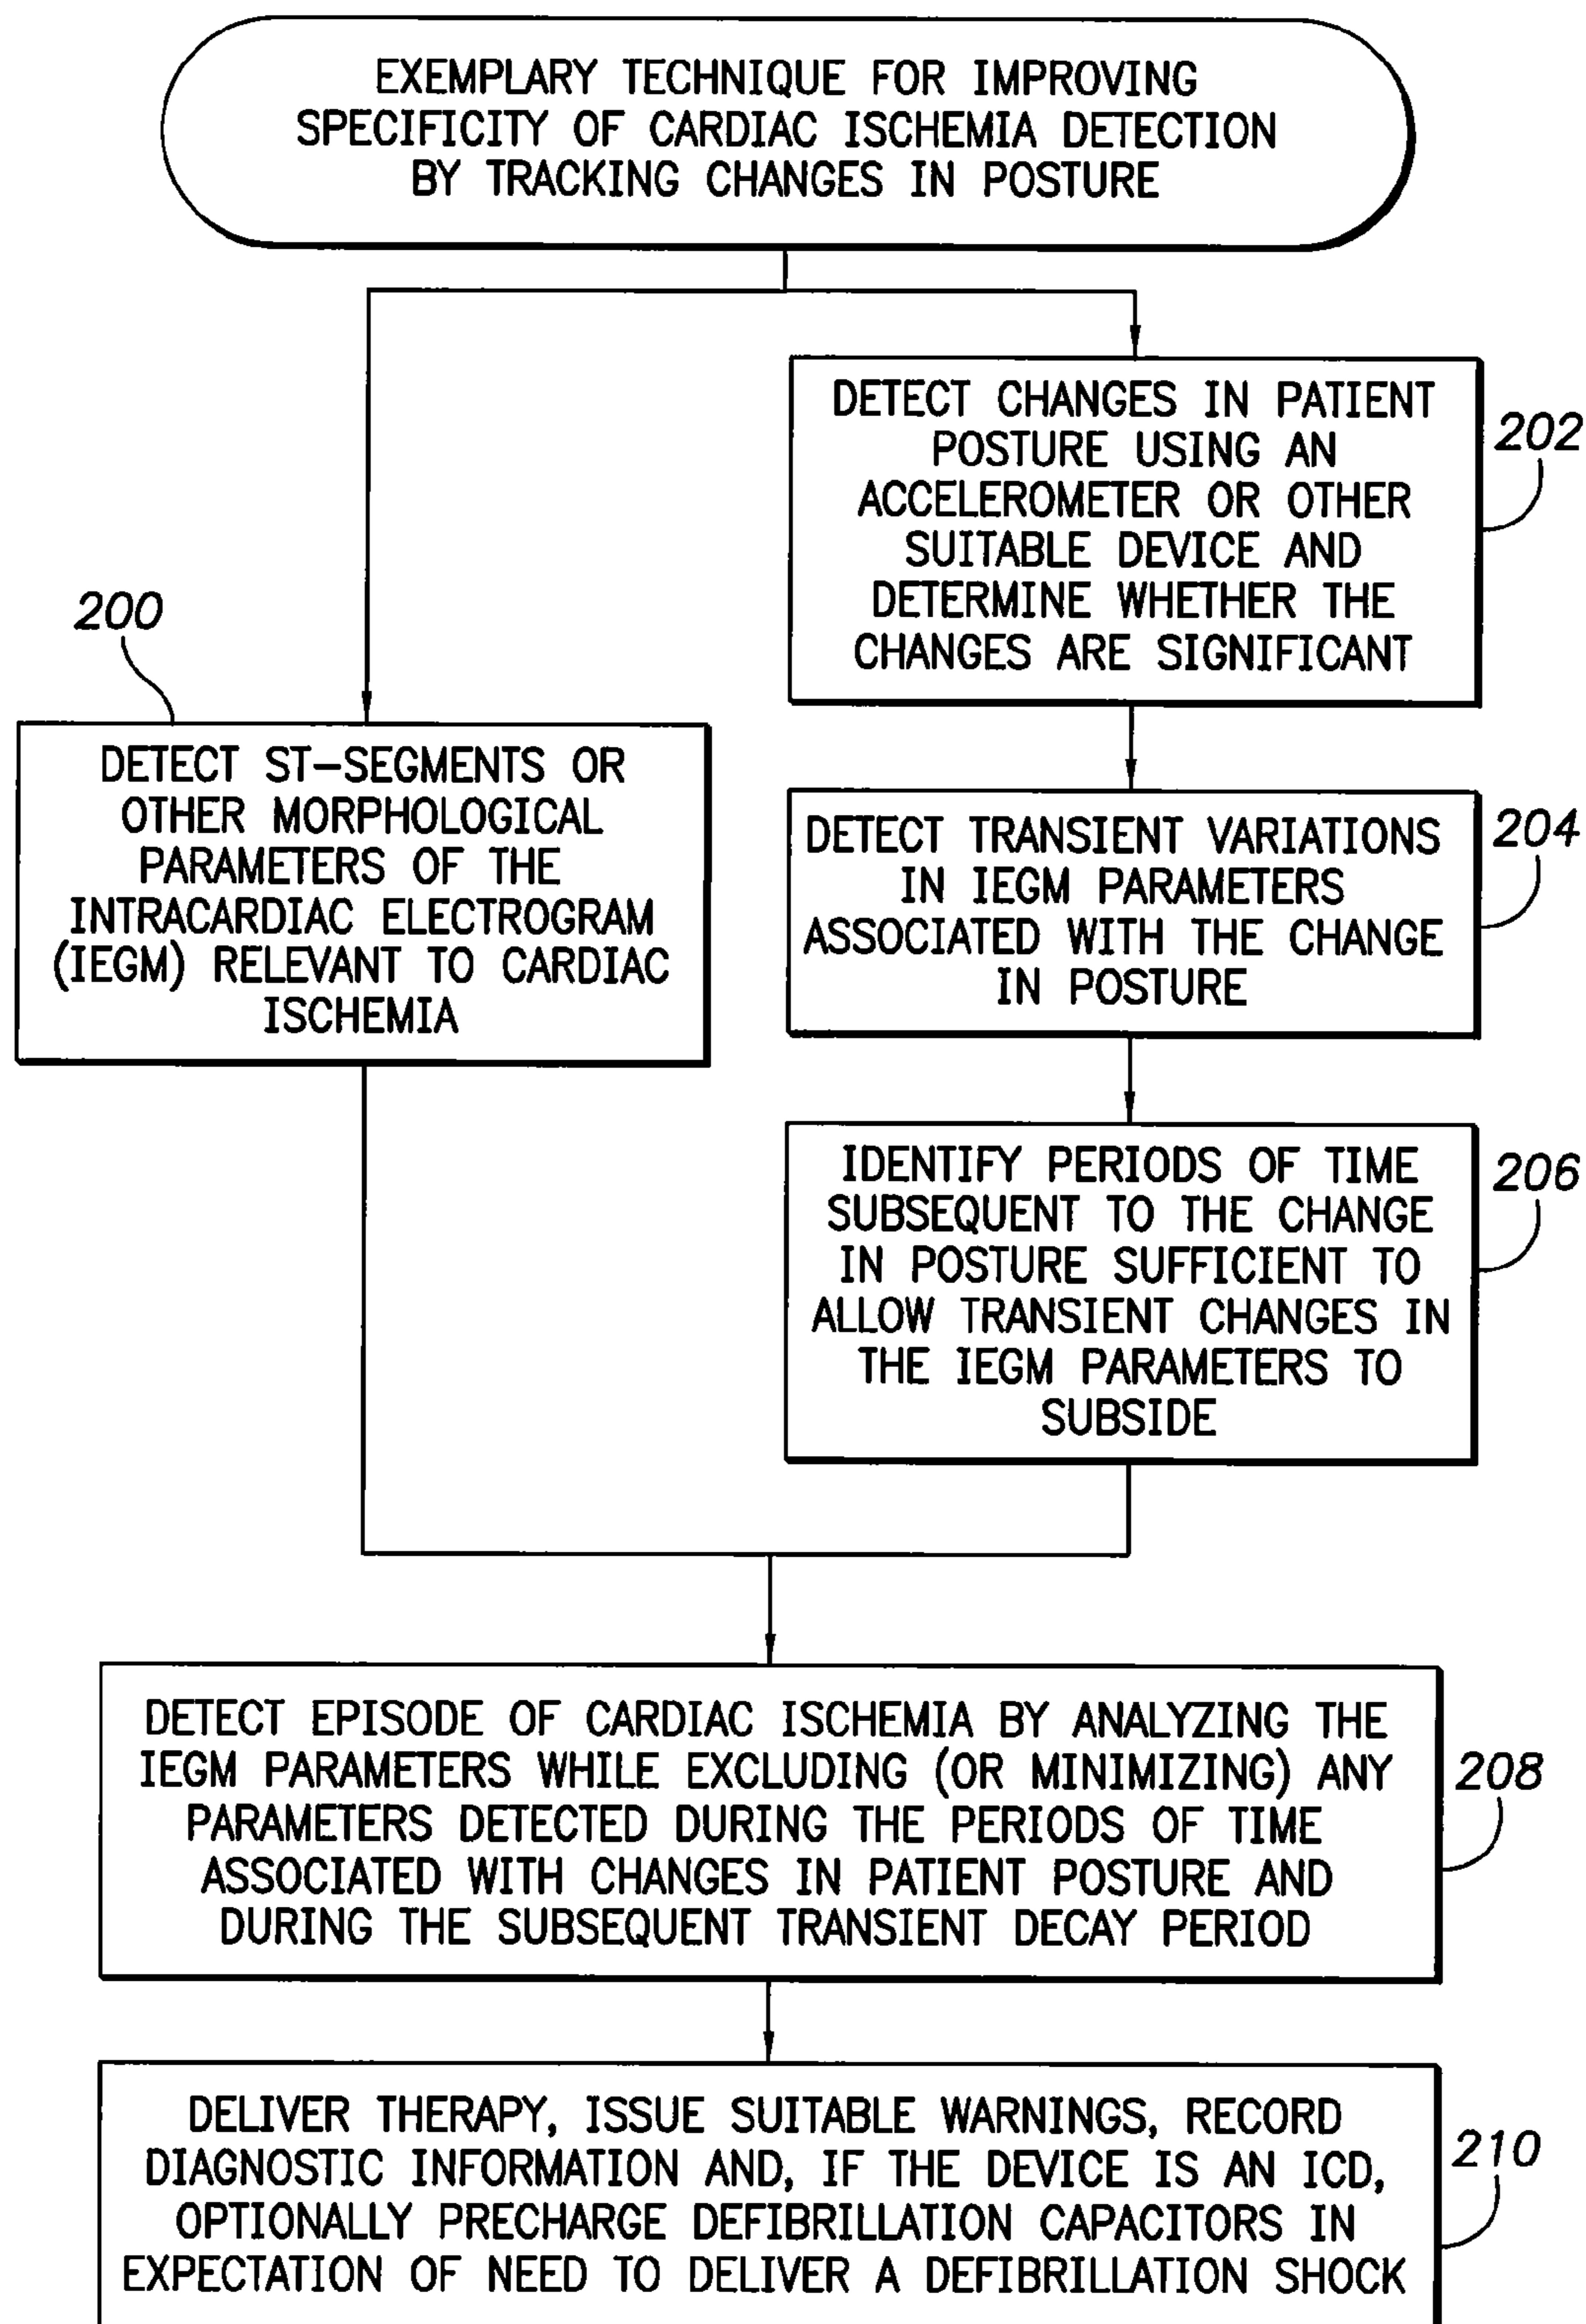 EXEMPLARY TECHNIQUE FOR IMPROVING
SPECIFICITY OF CARDIAC ISCHEMIA DETECTION
BY TRACKING CHANGES IN POSTURE
DETECT CHANGES IN PATIENT
POSTURE USING AN
ACCELEROMETER OR OTHER
SUITABLE DEVICE AND
DETERMINE WHETHER THE
CHANGES ARE SIGNIFICANT
202
200
DETECT ST-SEGMENTS OR
OTHER MORPHOLOGICAL
PARAMETERS OF THE
INTRACARDIAC ELECTROGRAM
(IEGM) RELEVANT TO CARDIAC
ISCHEMIA
DETECT TRANSIENT VARIATIONS
IN IEGM PARAMETERS
ASSOCIATED WITH THE CHANGE
IN POSTURE
204
IDENTIFY PERIODS OF TIME
SUBSEQUENT TO THE CHANGE
IN POSTURE SUFFICIENT TO
ALLOW TRANSIENT CHANGES IN
THE IEGM PARAMETERS TO
SUBSIDE
206
DETECT EPISODE OF CARDIAC ISCHEMIA BY ANALYZING THE
IEGM PARAMETERS WHILE EXCLUDING (OR MINIMIZING) ANY
PARAMETERS DETECTED DURING THE PERIODS OF TIME
ASSOCIATED WITH CHANGES IN PATIENT POSTURE AND
DURING THE SUBSEQUENT TRANSIENT DECAY PERIOD
208
DELIVER THERAPY, ISSUE SUITABLE WARNINGS, RECORD
DIAGNOSTIC INFORMATION AND, IF THE DEVICE IS AN ICD,
OPTIONALLY PRECHARGE DEFIBRILLATION CAPACITORS IN
EXPECTATION OF NEED TO DELIVER A DEFIBRILLATION SHOCK
210